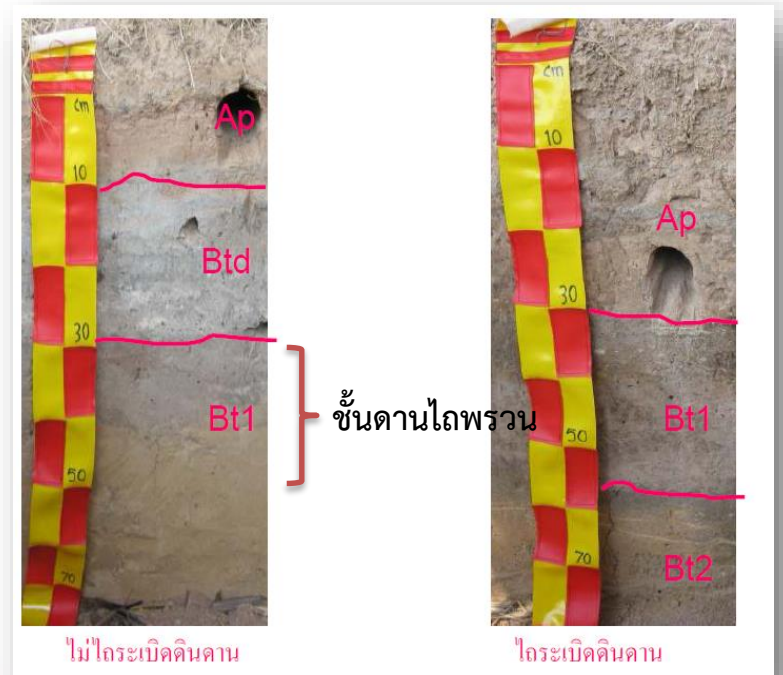 cm
10
30
50
70
Ap
Btd
Bt1
ชั้นดานไถพรวน
cm
10
30
50
70
Ap
Bt1
Bt2
ไม่ไถระเบิดดินดาน
ไถระเบิดดินดาน